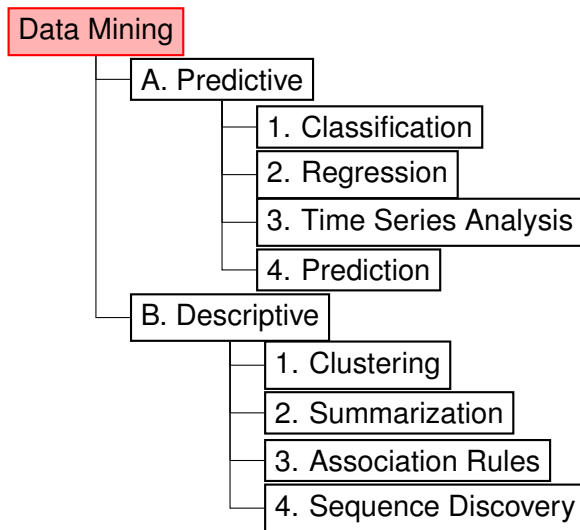 Data Mining
A. Predictive
1. Classification
2. Regression
3. Time Series Analysis
4. Prediction
B. Descriptive
1. Clustering
2. Summarization
3. Association Rules
4. Sequence Discovery